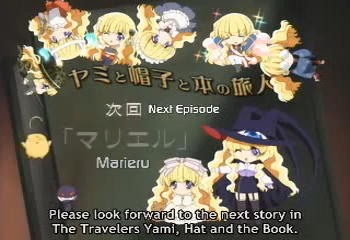 ヤミと帽子と本の旅人
次回 Next Episode
「マリエル」
Marieru
Please look forward to the next story in
The Travelers Yami, Hat and the Book.